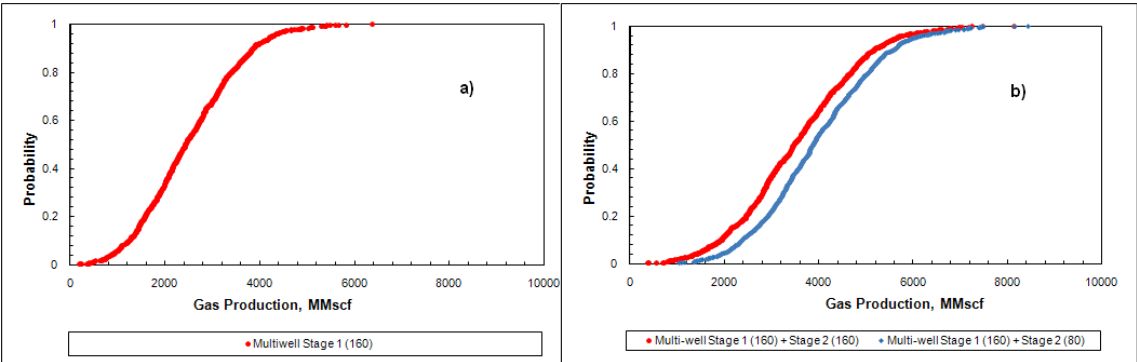 1
0.8
0.6
0.4
0.2
0
Probability
a)
0 2000 4000 6000 8000 10000
Gas Production, MMscf
Multiwell Stage 1 (160)
1
0.8
0.6
0.4
0.2
0
Probability
b)
0 2000 4000 6000 8000 10000
Gas Production, MMscf
Multi-well Stage 1 (160) + Stage 2 (160) Multi-well Stage 1 (160) + Stage 2 (80)